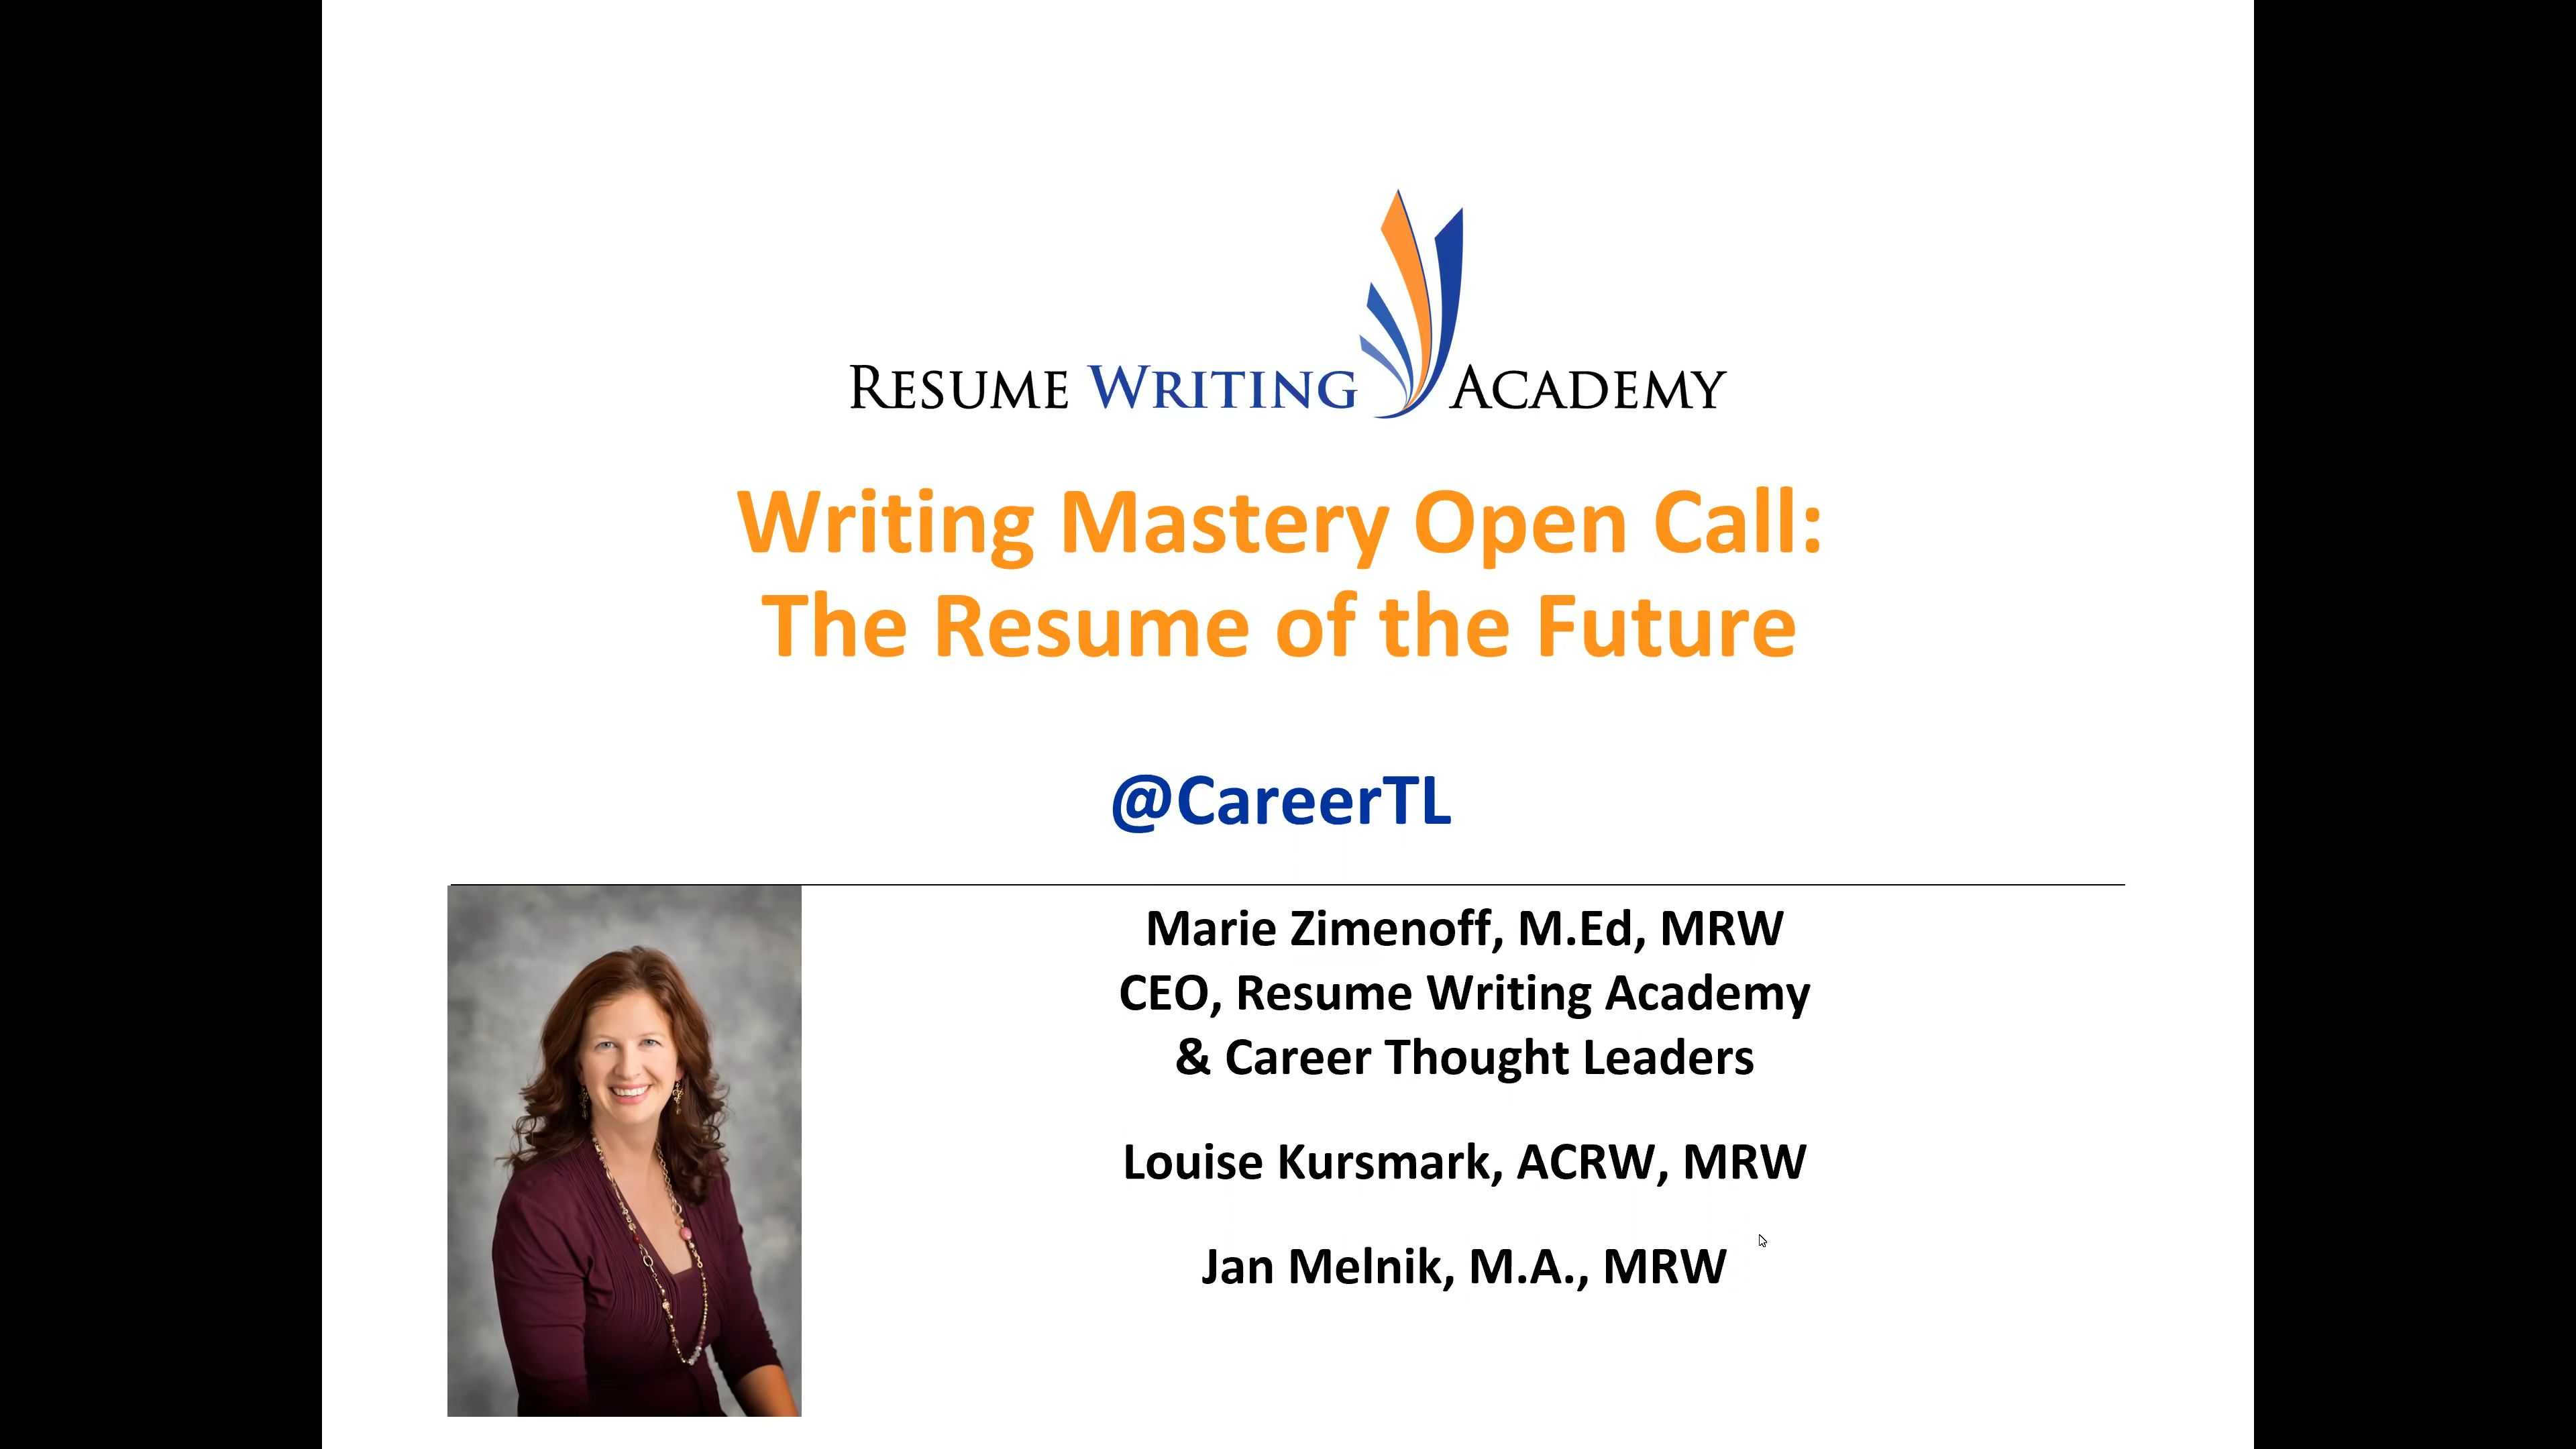 RESUME WRITING ACADEMY
Writing Mastery Open Call:
The Resume of the Future
@CareerTL
Marie Zimenoff, M.Ed, MRW
CEO, Resume Writing Academy
& Career Thought Leaders
Louise Kursmark, ACRW, MRW
Jan Melnik, M.A., MRW